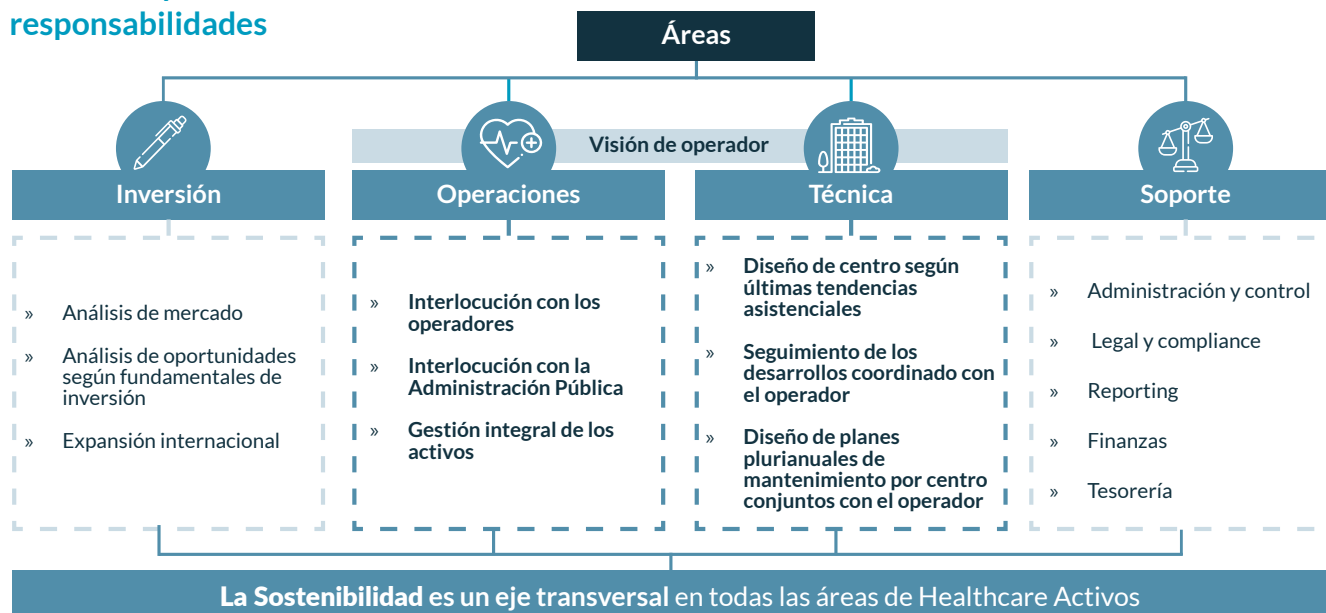 responsabilidades
Áreas
Visión de operador
Inversión
» Análisis de mercado
» Análisis de oportunidades
según fundamentales de
inversión
» Expansión internacional
Operaciones
» Interlocución con los
operadores
» Interlocución con la
Administración Pública
» Gestión integral de los
activos
Técnica
» Diseño de centro según
últimas tendencias
asistenciales
» Seguimiento de los
desarrollos coordinado con
el operador
» Diseño de planes
plurianuales de
mantenimiento por centro
conjuntos con el operador
Soporte
» Administración y control
» Legal y compliance
» Reporting
» Finanzas
» Tesorería
La Sostenibilidad es un eje transversal en todas las áreas de Healthcare Activos